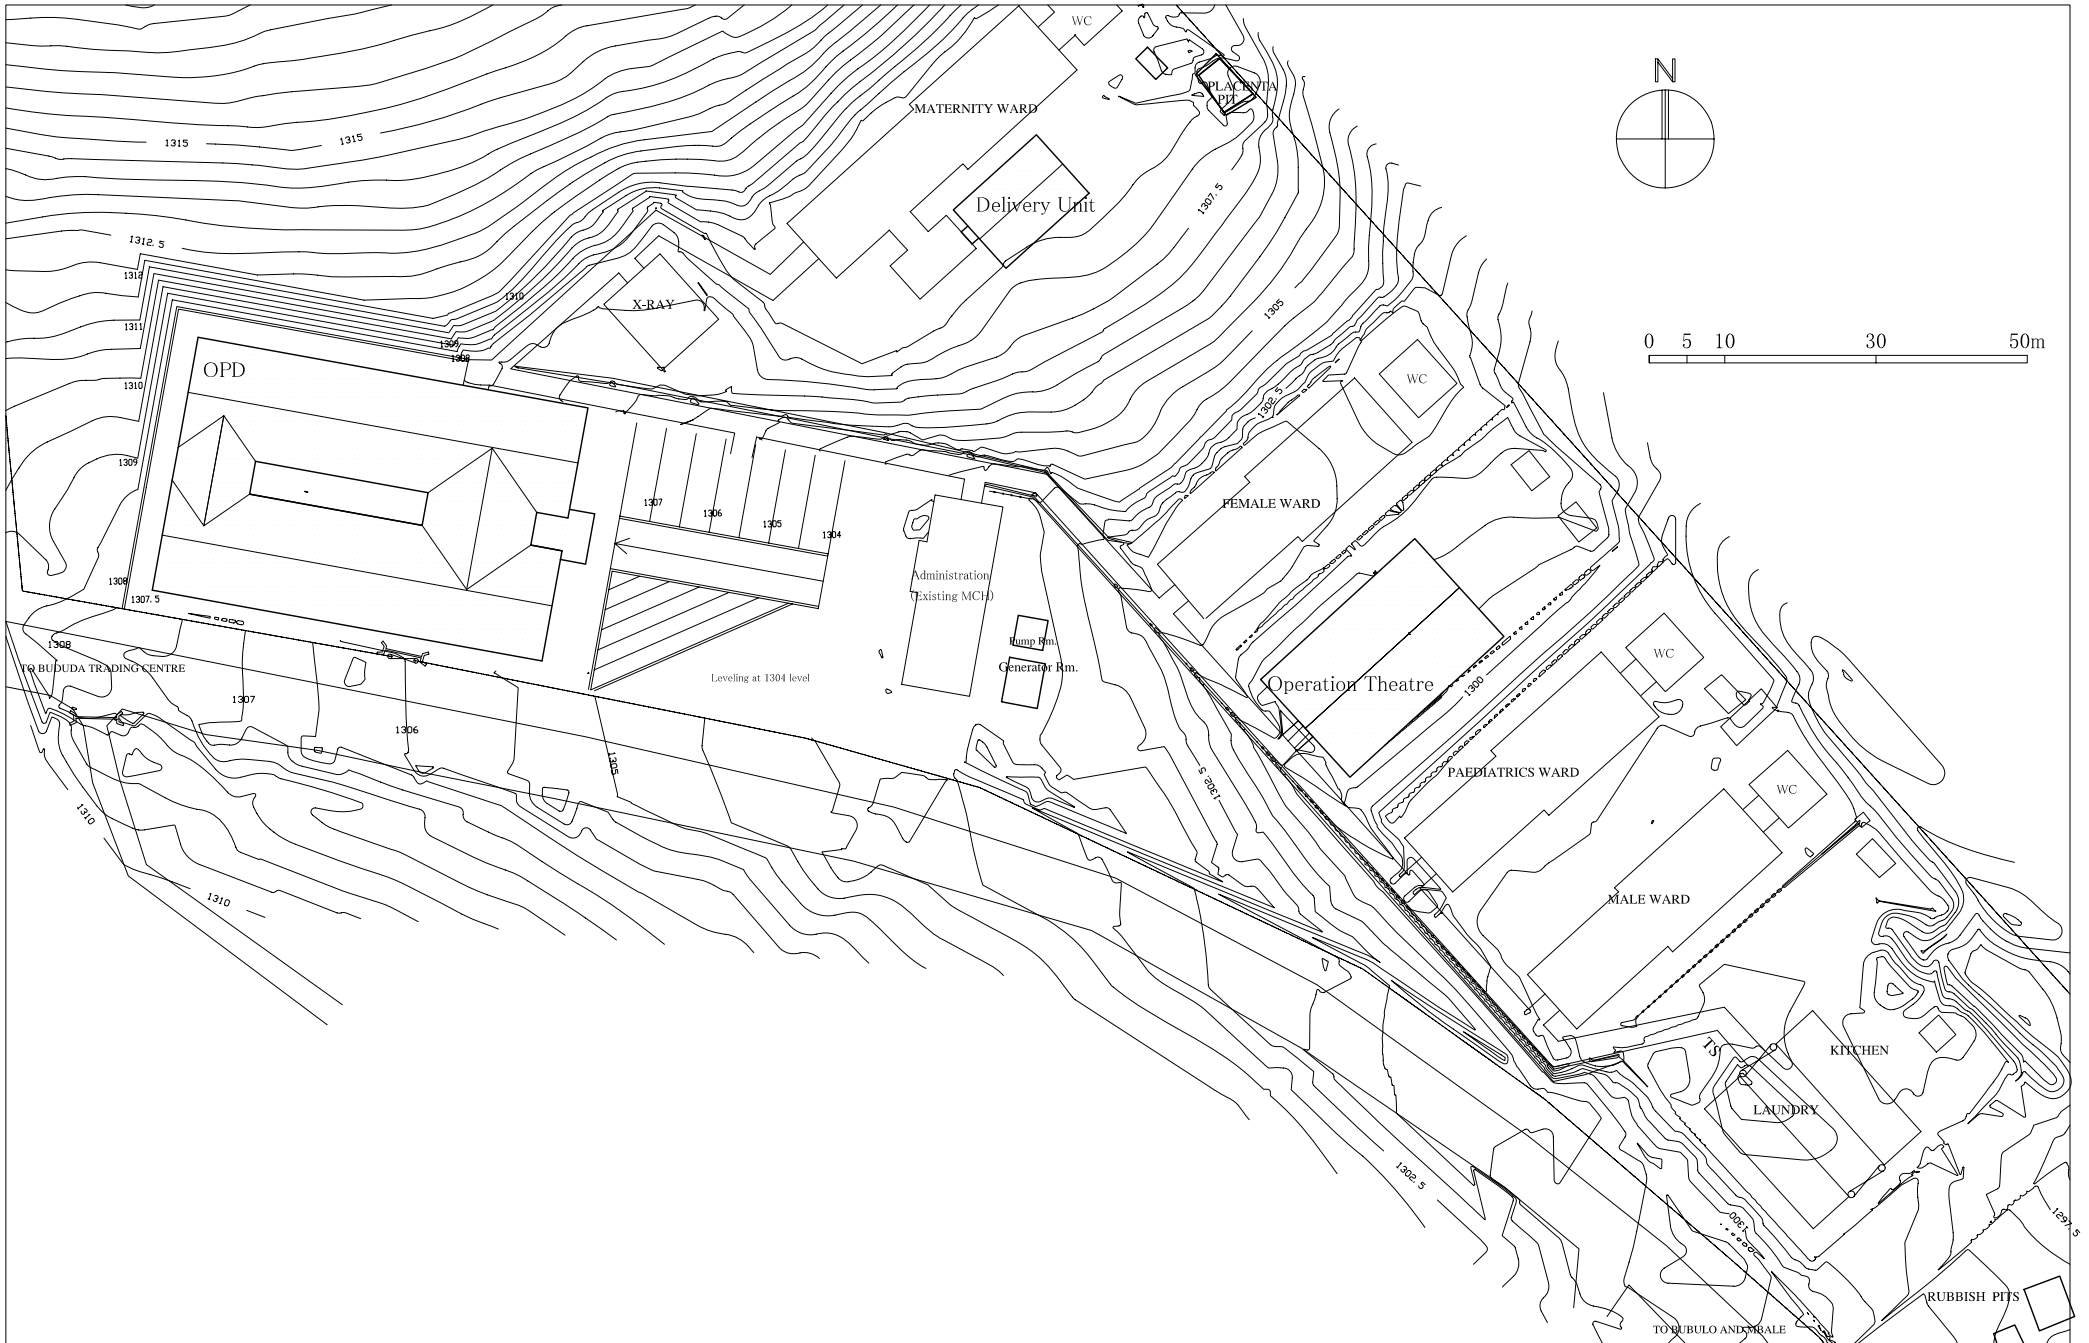 WC
N
PLACENTA
PIT
MATERNITY WARD
1315
1315
Delivery Unit
1307.5
1312.5
1312
1310
X-RAY
1305
1311
1309
1308
0 5 10 30 50m
OPD
1310
WC
1302.5
1309
1307
1306
1305
1304
FEMALE WARD
1308
1307.5
Administration
(Existing MCH)
Pump Rm.
Generator Rm.
1308
TO BUDUDA TRADING CENTRE
Leveling at 1304 level
Operation Theatre
1300
WC
1307
1306
1305
1302.5
PAEDIATRICS WARD
WC
1310
1310
MALE WARD
TS
KITCHEN
LAUNDRY
1302.5
1300
1297.5
RUBBISH PITS
TO BUBULO AND MBALE